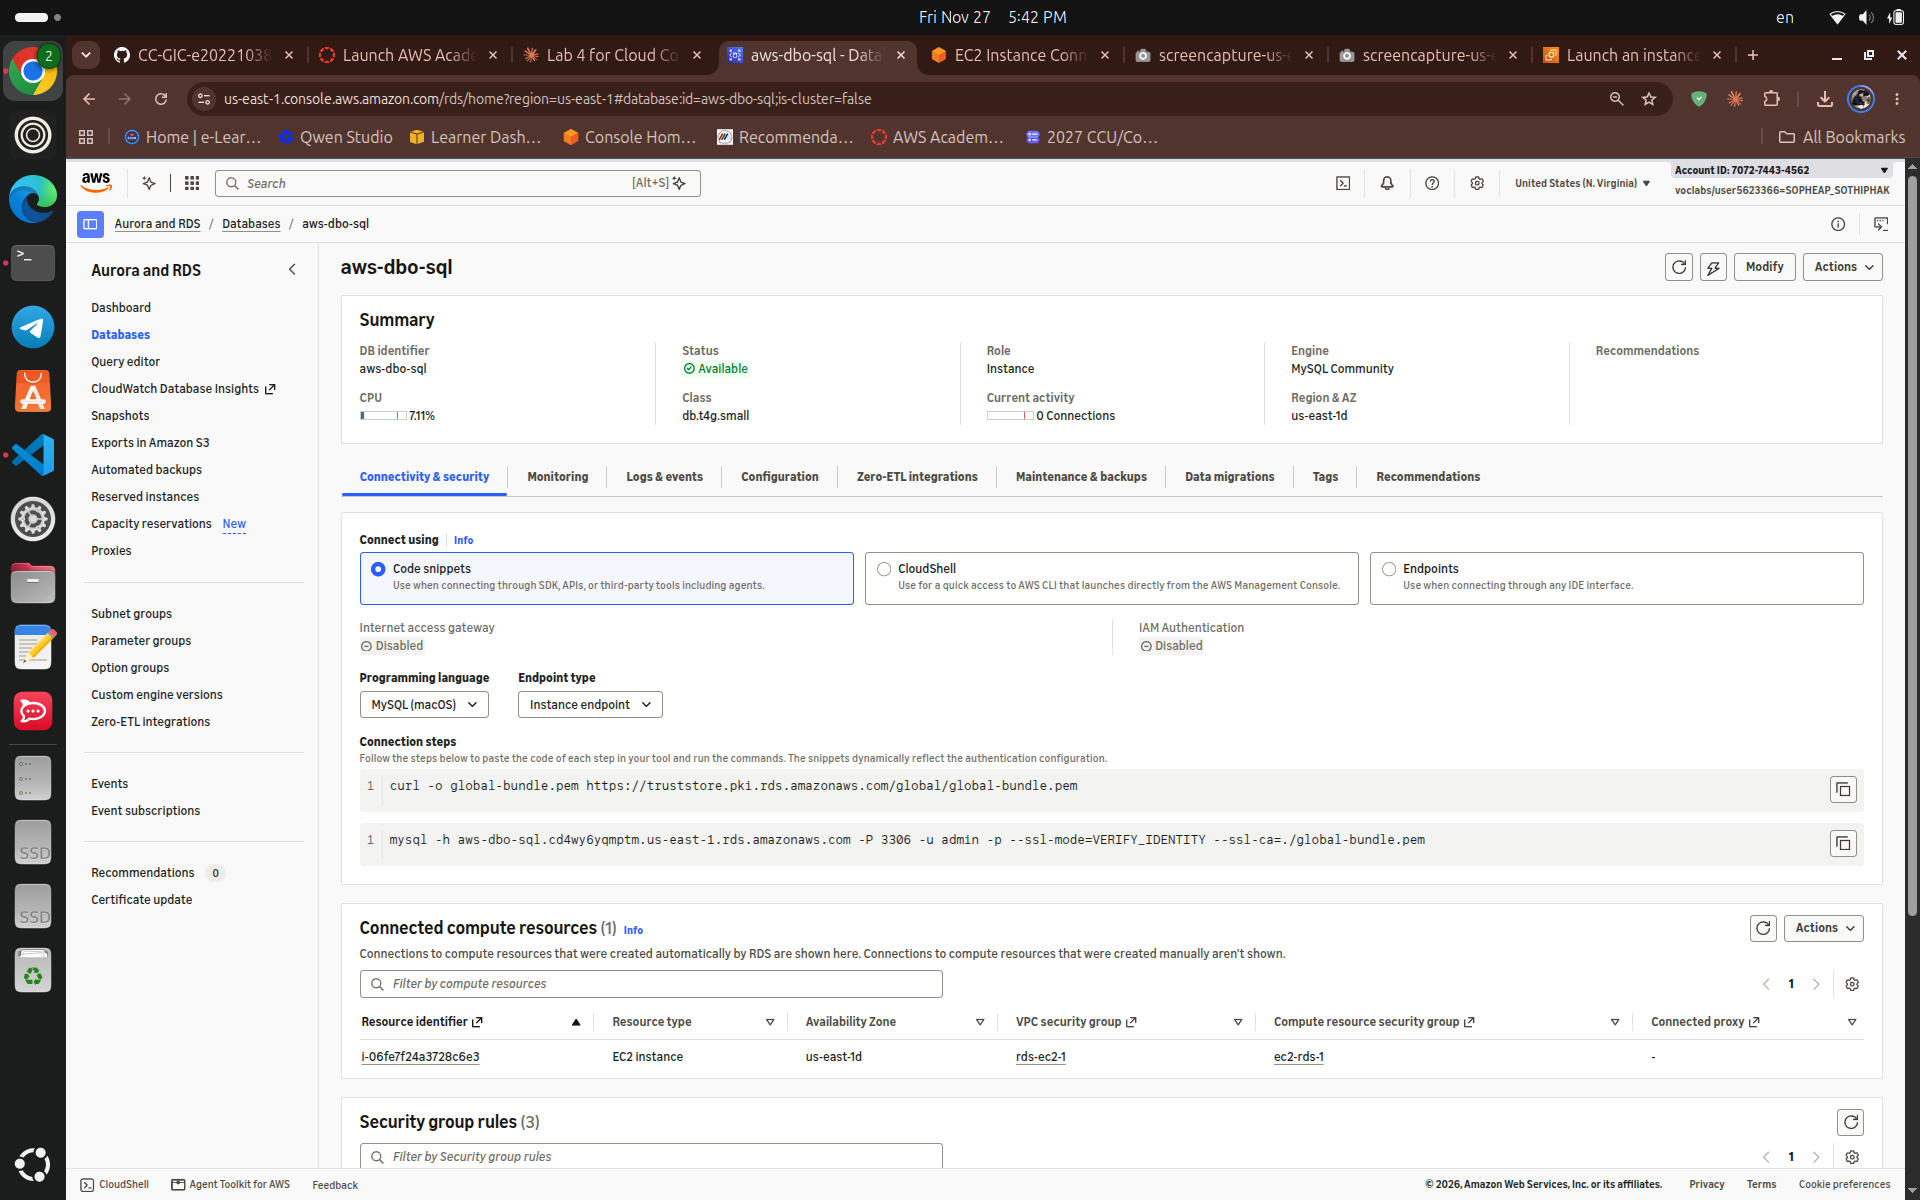 Fri Nov 27 5:42 PM
en
2
CC-GIC-e20221038
Launch AWS Acade
Lab 4 for Cloud Co
aws-dbo-sql - Data
EC2 Instance Conn
screencapture-us-e
screencapture-us-e
Launch an instance
us-east-1.console.aws.amazon.com/rds/home?region=us-east-1#database:id=aws-dbo-sql;is-cluster=false
Home | e-Lear…
Qwen Studio
Learner Dash…
Console Hom…
Recommenda…
AWS Academ…
2027 CCU/Co…
All Bookmarks
aws
Search
[Alt+S]
United States (N. Virginia)
Account ID: 7072-7443-4562
voclabs/user5623366=SOPHEAP_SOTHIPHAK
Aurora and RDS / Databases / aws-dbo-sql
Aurora and RDS
Dashboard
Databases
Query editor
CloudWatch Database Insights
Snapshots
Exports in Amazon S3
Automated backups
Reserved instances
Capacity reservations New
Proxies
Subnet groups
Parameter groups
Option groups
Custom engine versions
Zero-ETL integrations
Events
Event subscriptions
Recommendations 0
Certificate update
SSD
SSD
aws-dbo-sql
Modify
Actions
Summary
DB identifier
aws-dbo-sql
Status
Available
Role
Instance
Engine
MySQL Community
Recommendations
CPU
7.11%
Class
db.t4g.small
Current activity
0 Connections
Region & AZ
us-east-1d
Connectivity & security
Monitoring
Logs & events
Configuration
Zero-ETL integrations
Maintenance & backups
Data migrations
Tags
Recommendations
Connect using Info
Code snippets
Use when connecting through SDK, APIs, or third-party tools including agents.
CloudShell
Use for a quick access to AWS CLI that launches directly from the AWS Management Console.
Endpoints
Use when connecting through any IDE interface.
Internet access gateway
Disabled
IAM Authentication
Disabled
Programming language
MySQL (macOS)
Endpoint type
Instance endpoint
Connection steps
Follow the steps below to paste the code of each step in your tool and run the commands. The snippets dynamically reflect the authentication configuration.
1 curl -o global-bundle.pem https://truststore.pki.rds.amazonaws.com/global/global-bundle.pem
1 mysql -h aws-dbo-sql.cd4wy6yqmptm.us-east-1.rds.amazonaws.com -P 3306 -u admin -p --ssl-mode=VERIFY_IDENTITY --ssl-ca=./global-bundle.pem
Connected compute resources (1) Info
Actions
Connections to compute resources that were created automatically by RDS are shown here. Connections to compute resources that were created manually aren't shown.
Filter by compute resources
1
Resource identifier
Resource type
Availability Zone
VPC security group
Compute resource security group
Connected proxy
i-06fe7f24a3728c6e3
EC2 instance
us-east-1d
rds-ec2-1
ec2-rds-1
-
Security group rules (3)
Filter by Security group rules
1
CloudShell
Agent Toolkit for AWS
Feedback
© 2026, Amazon Web Services, Inc. or its affiliates.
Privacy
Terms
Cookie preferences